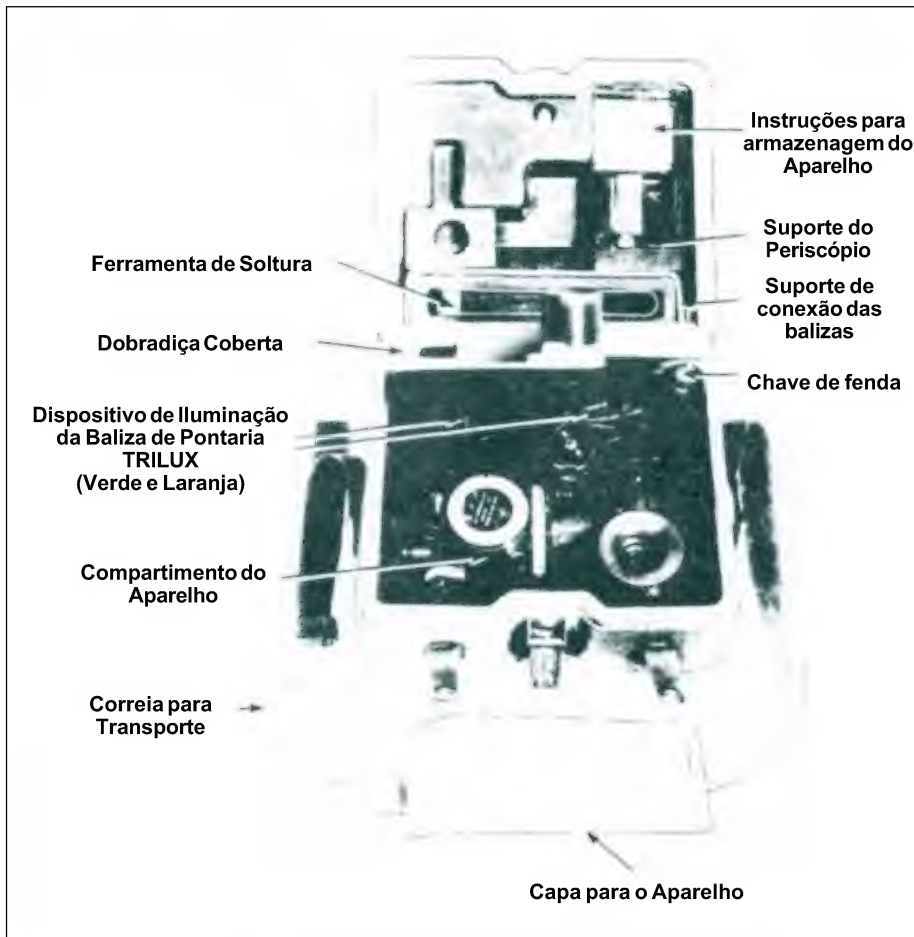 Instruções para
armazenagem do
Aparelho
Suporte do
Periscópio
Ferramenta de Soltura
Suporte de
conexão das
balizas
Dobradiça Coberta
Chave de fenda
Dispositivo de Iluminação
da Baliza de Pontaria
TRILUX
(Verde e Laranja)
Compartimento do
Aparelho
Correia para
Transporte
Capa para o Aparelho